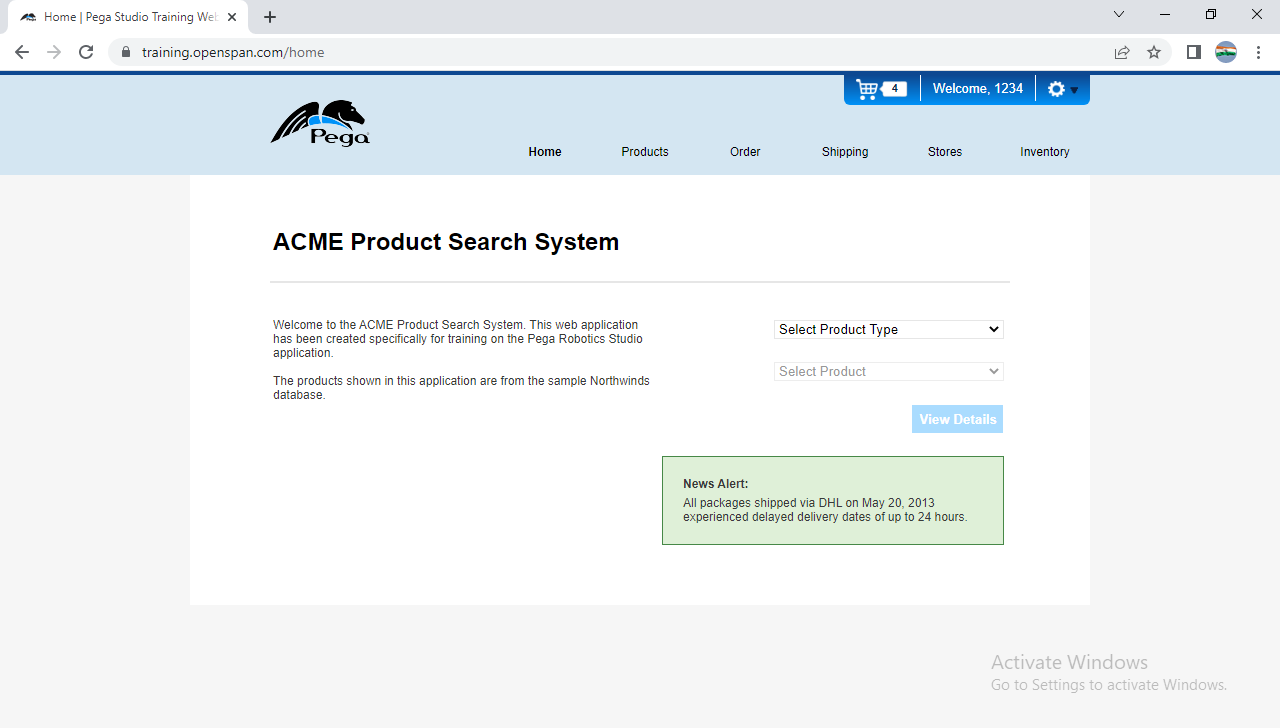 Home | Pega Studio Training Web
training.openspan.com/home
4
Welcome, 1234
Pega
Home
Products
Order
Shipping
Stores
Inventory
ACME Product Search System
Welcome to the ACME Product Search System. This web application
has been created specifically for training on the Pega Robotics Studio
application.
The products shown in this application are from the sample Northwinds
database.
Select Product Type
Select Product
View Details
News Alert:
All packages shipped via DHL on May 20, 2013
experienced delayed delivery dates of up to 24 hours.
Activate Windows
Go to Settings to activate Windows.